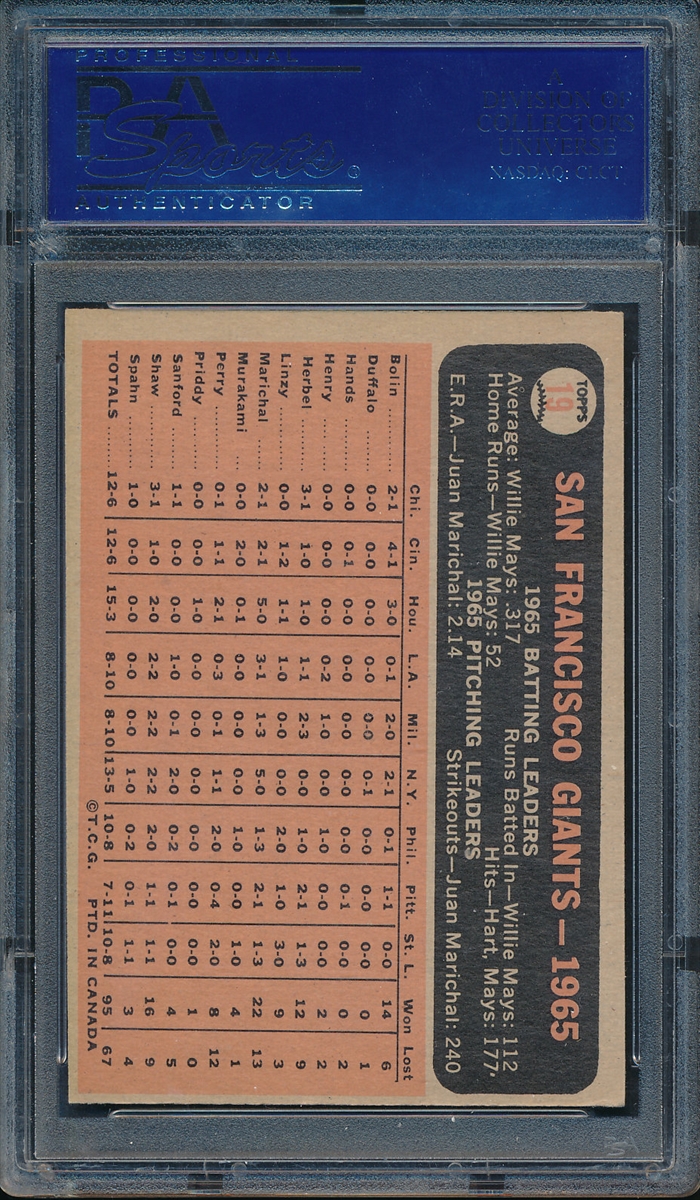 PROFESSIONAL
PSA
Sports
AUTHENTICATOR
A
DIVISION OF
COLLECTORS
UNIVERSE
NASDAQ: CLCT
TOPPS
19
SAN FRANCISCO GIANTS—1965
1965 BATTING LEADERS
Average: Willie Mays: .317 Runs Batted In—Willie Mays: 112
Home Runs—Willie Mays: 52 Hits—Hart, Mays: 177
1965 PITCHING LEADERS
E.R.A.—Juan Marichal: 2.14 Strikeouts—Juan Marichal: 240
Chi. Cin. Hou. L.A. Mil. N.Y. Phil. Pitt. St. L. Won Lost
Bolin .......... 2-1 4-1 3-0 0-1 2-0 2-1 0-1 1-1 0-0 14 6
Duffalo ....... 0-0 0-0 0-0 0-0 0-0 0-1 0-0 0-0 0-0 0 1
Hands ......... 0-0 0-1 0-0 0-0 0-0 0-0 0-0 0-1 0-0 0 2
Henry ......... 0-0 0-0 0-0 0-2 1-0 0-0 1-0 0-0 0-0 2 2
Herbel ........ 3-1 1-0 1-0 1-1 2-3 0-0 1-0 2-1 1-3 12 9
Linzy .......... 0-0 1-2 1-1 1-0 0-0 0-0 2-0 1-0 3-0 9 3
Marichal ...... 2-1 2-1 5-0 3-1 1-3 5-0 1-3 2-1 1-3 22 13
Murakami ... 0-0 2-0 0-1 0-0 0-0 0-0 1-0 0-0 1-0 4 1
Perry .......... 0-1 1-1 2-1 0-3 0-1 1-1 2-0 0-4 2-0 8 12
Priddy ........ 0-0 0-0 1-0 0-0 0-0 0-0 0-0 0-0 0-0 1 0
Sanford ....... 1-1 0-0 0-0 1-0 0-1 2-0 0-2 0-1 0-0 4 5
Shaw .......... 3-1 1-0 2-0 2-2 2-2 2-2 2-0 1-1 1-1 16 9
Spahn ......... 1-0 0-0 0-0 0-0 0-0 1-0 0-2 0-1 1-1 3 4
TOTALS ...... 12-6 12-6 15-3 8-10 8-10 13-5 10-8 7-11 10-8 95 67
©T.C.G. PTD. IN CANADA